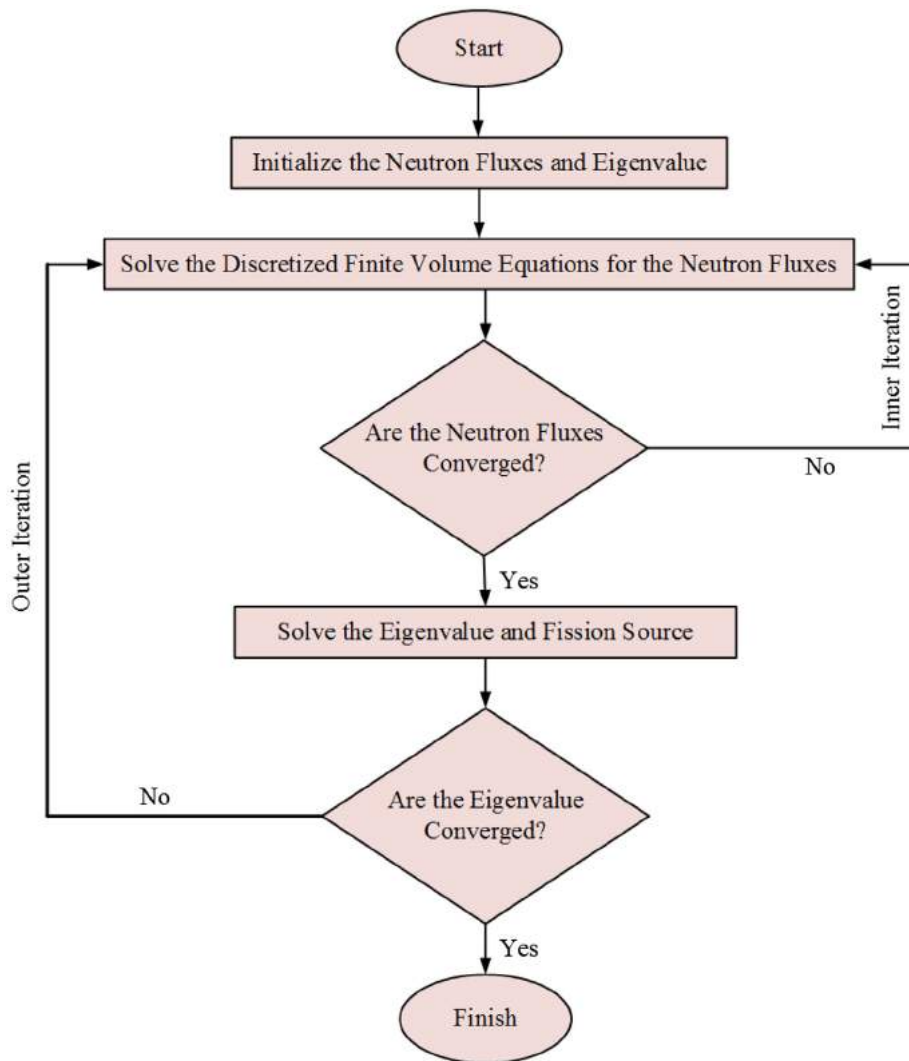 Start
Initialize the Neutron Fluxes and Eigenvalue
Solve the Discretized Finite Volume Equations for the Neutron Fluxes
Inner Iteration
Are the Neutron Fluxes
Converged?
No
Outer Iteration
Yes
Solve the Eigenvalue and Fission Source
No
Are the Eigenvalue
Converged?
Yes
Finish